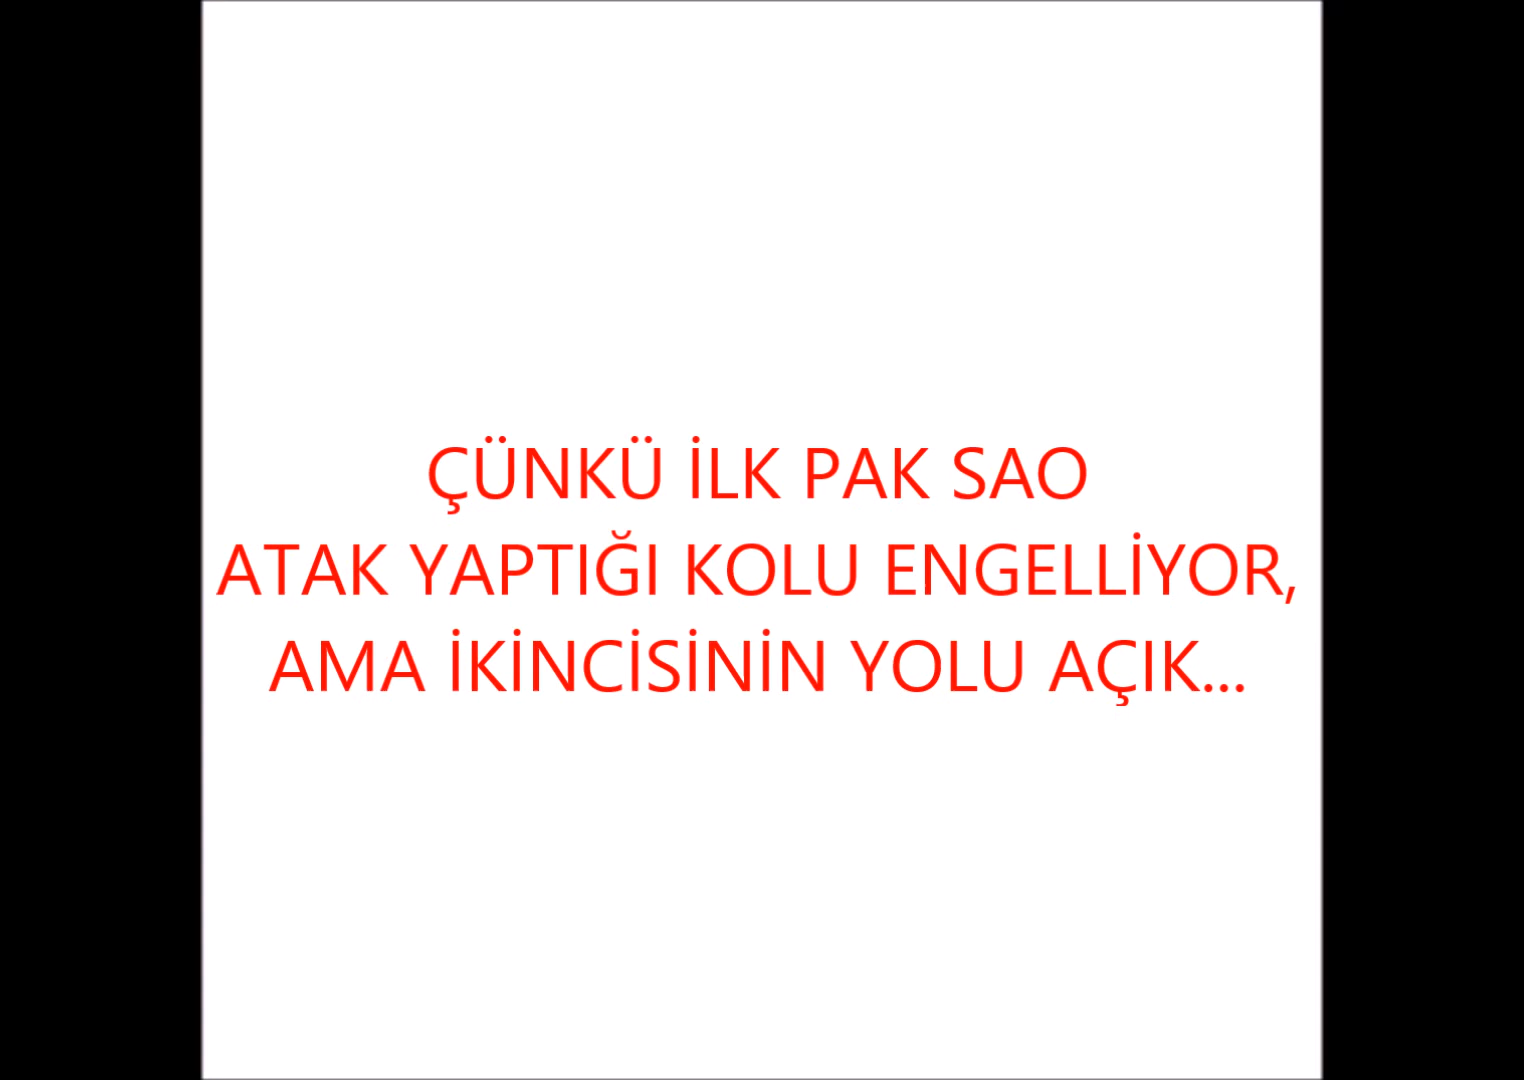 ÇÜNKÜ İLK PAK SAO
ATAK YAPTIĞI KOLU ENGELLİYOR,
AMA İKİNCİSİNİN YOLU AÇIK...